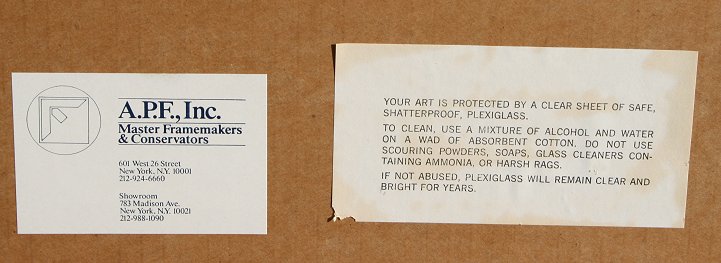 A.P.F., Inc.
Master Framemakers
& Conservators
601 West 26 Street
New York, N.Y. 10001
212-924-6660
Showroom
783 Madison Ave.
New York, N.Y. 10021
212-988-1090
YOUR ART IS PROTECTED BY A CLEAR SHEET OF SAFE,
SHATTERPROOF, PLEXIGLASS.
TO CLEAN, USE A MIXTURE OF ALCOHOL AND WATER
ON A WAD OF ABSORBENT COTTON. DO NOT USE
SCOURING POWDERS, SOAPS, GLASS CLEANERS CON-
TAINING AMMONIA, OR HARSH RAGS.
IF NOT ABUSED, PLEXIGLASS WILL REMAIN CLEAR AND
BRIGHT FOR YEARS.